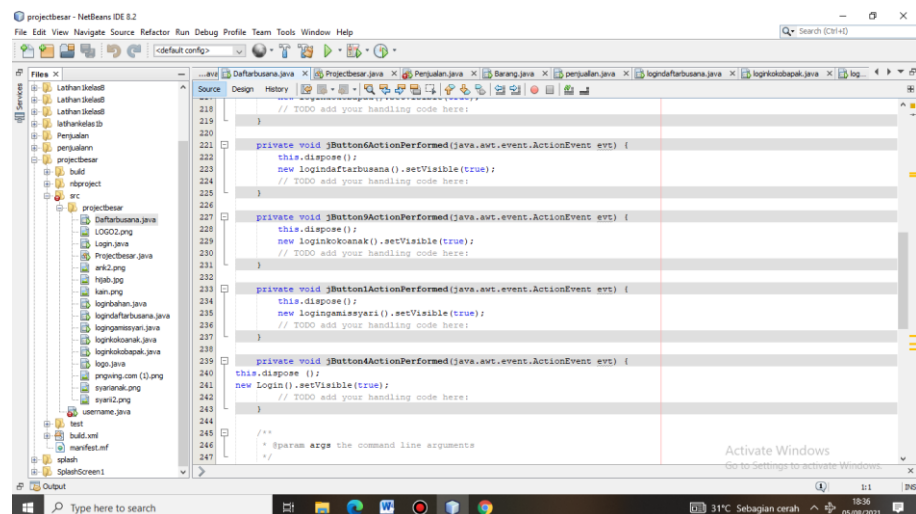 projectbesar - NetBeans IDE 8.2
File Edit View Navigate Source Refactor Run Debug Profile Team Tools Window Help
Search (Ctrl+I)
<default config>
Files
Services
...ava Daftarbusana.java Projectbesar.java Penjualan.java Barang.java penjuallan.java logindaftarbusana.java loginkokobapak.java log...
Source Design History
Lathan Ikelas8
Latihan Ikelas8
Latihan Ikelas8
lathankelas1b
Penjualan
penjualann
projectbesar
build
nbproject
src
projectbesar
Daftarbusana.java
LOGO2.png
Login.java
Projectbesar.java
ank2.png
hijab.jpg
kain.png
loginbahan.java
logindaftarbusana.java
logingamissyari.java
loginkokoanak.java
loginkokobapak.java
logo.java
pngwing.com (1).png
syarianak.png
syarii2.png
username.java
test
build.xml
manifest.mf
splash
SplashScreen1
218 // TODO add your handling code here:
219 }
220
221 private void jButton6ActionPerformed(java.awt.event.ActionEvent evt) {
222 this.dispose();
223 new logindaftarbusana().setVisible(true);
224 // TODO add your handling code here:
225 }
226
227 private void jButton9ActionPerformed(java.awt.event.ActionEvent evt) {
228 this.dispose();
229 new loginkokoanak().setVisible(true);
230 // TODO add your handling code here:
231 }
232
233 private void jButton1ActionPerformed(java.awt.event.ActionEvent evt) {
234 this.dispose();
235 new logingamissyari().setVisible(true);
236 // TODO add your handling code here:
237 }
238
239 private void jButton4ActionPerformed(java.awt.event.ActionEvent evt) {
240 this.dispose ();
241 new Login().setVisible(true);
242 // TODO add your handling code here:
243 }
244
245 /**
246 * @param args the command line arguments
247 */
Activate Windows
Go to Settings to activate Windows.
Output
1:1 INS
Type here to search
31°C Sebagian cerah
18:36
05/08/2021